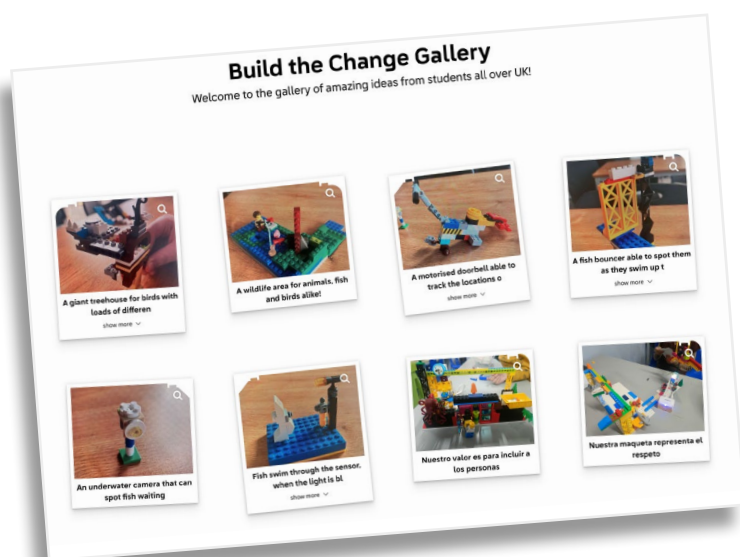 Build the Change Gallery
Welcome to the gallery of amazing ideas from students all over UK!
A giant treehouse for birds with
loads of differen
show more
A wildlife area for animals, fish
and birds alike!
A motorised doorbell able to
track the locations o
show more
A fish bouncer able to spot them
as they swim up t
show more
An underwater camera that can
spot fish waiting
Fish swim through the sensor,
when the light is bl
show more
Nuestro valor es para incluir a
los personas
Nuestra maqueta representa el
respeto